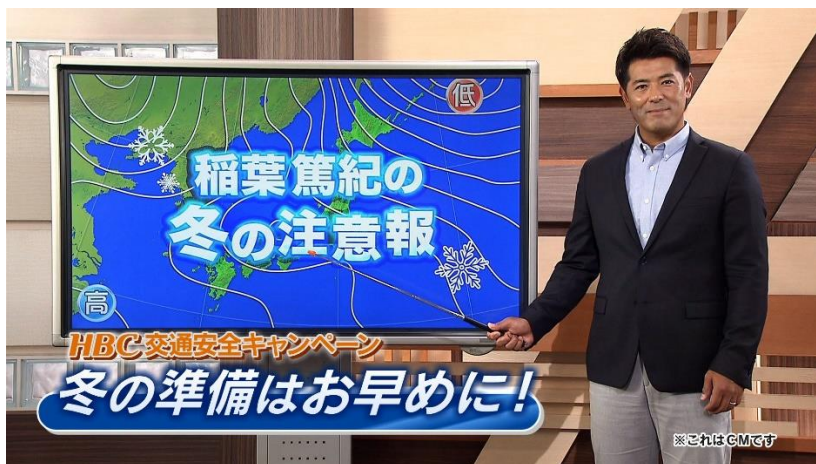 低
稲葉篤紀の
冬の注意報
高
HBC交通安全キャンペーン
冬の準備はお早めに!
※これはCMです